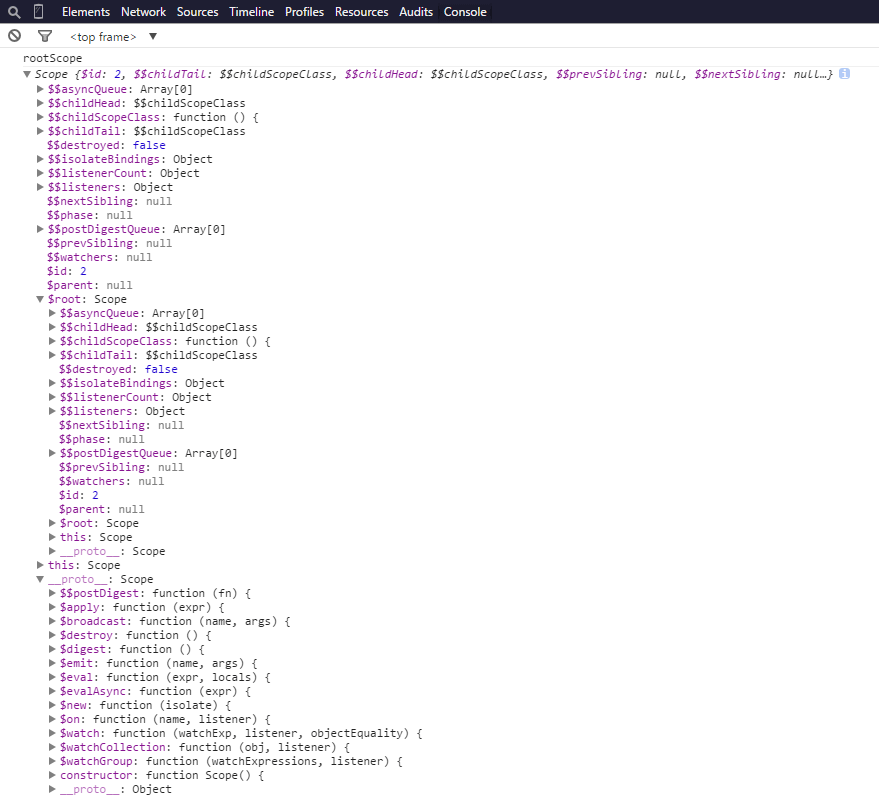 Elements Network Sources Timeline Profiles Resources Audits Console
<top frame> ▼
rootScope
▼ Scope {$id: 2, $$childTail: $$childScopeClass, $$childHead: $$childScopeClass, $$prevSibling: null, $$nextSibling: null…} i
▶ $$asyncQueue: Array[0]
▶ $$childHead: $$childScopeClass
▶ $$childScopeClass: function () {
▶ $$childTail: $$childScopeClass
$$destroyed: false
▶ $$isolateBindings: Object
▶ $$listenerCount: Object
▶ $$listeners: Object
$$nextSibling: null
$$phase: null
▶ $$postDigestQueue: Array[0]
$$prevSibling: null
$$watchers: null
$id: 2
$parent: null
▼ $root: Scope
▶ $$asyncQueue: Array[0]
▶ $$childHead: $$childScopeClass
▶ $$childScopeClass: function () {
▶ $$childTail: $$childScopeClass
$$destroyed: false
▶ $$isolateBindings: Object
▶ $$listenerCount: Object
▶ $$listeners: Object
$$nextSibling: null
$$phase: null
▶ $$postDigestQueue: Array[0]
$$prevSibling: null
$$watchers: null
$id: 2
$parent: null
▶ $root: Scope
▶ this: Scope
▶ __proto__: Scope
▶ this: Scope
▼ __proto__: Scope
▶ $$postDigest: function (fn) {
▶ $apply: function (expr) {
▶ $broadcast: function (name, args) {
▶ $destroy: function () {
▶ $digest: function () {
▶ $emit: function (name, args) {
▶ $eval: function (expr, locals) {
▶ $evalAsync: function (expr) {
▶ $new: function (isolate) {
▶ $on: function (name, listener) {
▶ $watch: function (watchExp, listener, objectEquality) {
▶ $watchCollection: function (obj, listener) {
▶ $watchGroup: function (watchExpressions, listener) {
▶ constructor: function Scope() {
▶ __proto__: Object